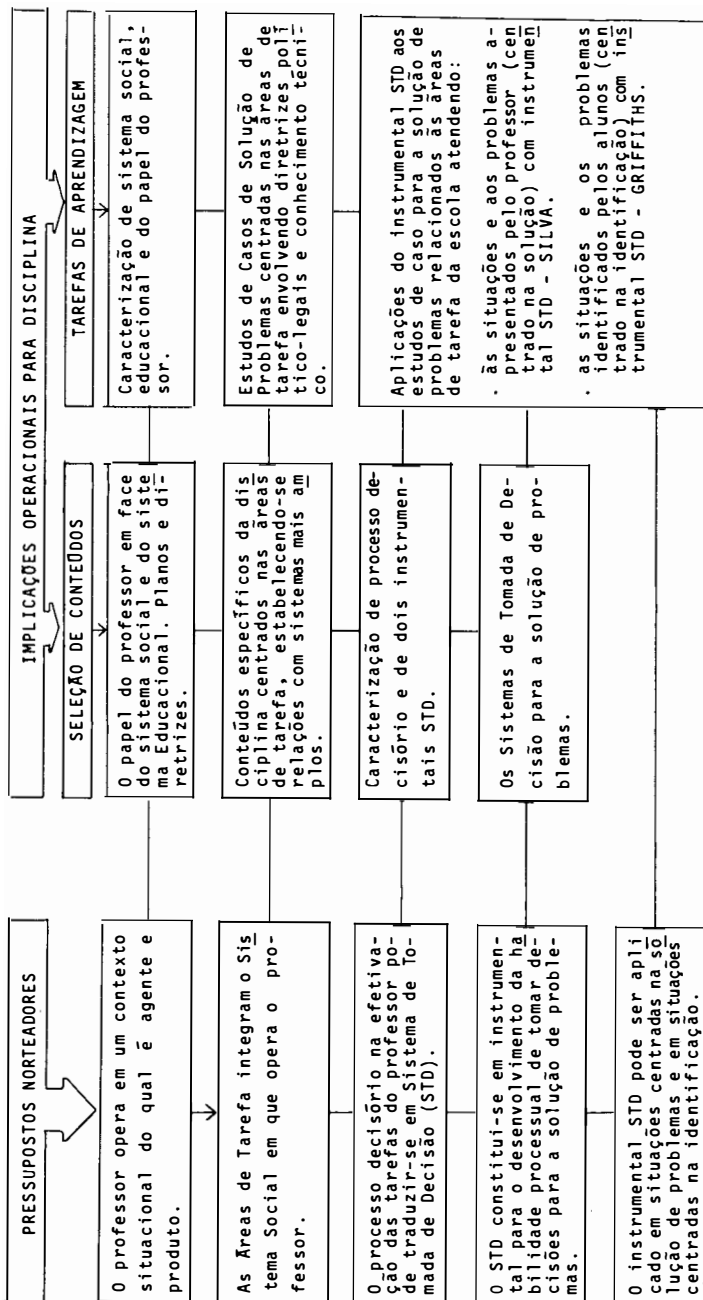 PRESSUPOSTOS NORTEADORES
O professor opera em um contexto
situacional do qual é agente e
produto.
As Áreas de Tarefa integram o Sis
tema Social em que opera o pro-
fessor.
O processo decisório na efetiva-
ção das tarefas do professor po-
de traduzir-se em Sistema de To-
mada de Decisão (STD).
O STD constitui-se em instrumen-
tal para o desenvolvimento da ha
bilidade processual de tomar de-
cisões para a solução de proble-
mas.
O instrumental STD pode ser apli
cado em situações centradas na so
lução de problemas e em situações
centradas na identificação.
IMPLICAÇÕES OPERACIONAIS PARA DISCIPLINA
SELEÇÃO DE CONTEÚDOS
O papel do professor em face
do sistema social e do siste
ma Educacional. Planos e di-
retrizes.
Conteúdos específicos da dis
ciplina centrados nas áreas
de tarefa, estabelecendo-se
relações com sistemas mais am
plos.
Caracterização de processo de-
cisório e de dois instrumen-
tais STD.
Os Sistemas de Tomada de De-
cisão para a solução de pro-
blemas.
TAREFAS DE APRENDIZAGEM
Caracterização de sistema social,
educacional e do papel do profes-
sor.
Estudos de Casos de Solução de
Problemas centradas nas áreas de
tarefa envolvendo diretrizes polí
tico-legais e conhecimento técni-
co.
Aplicações do instrumental STD aos
estudos de caso para a solução de
problemas relacionados às áreas
de tarefa da escola atendendo:
. às situações e aos problemas a-
presentados pelo professor (cen
trado na solução) com instrumen
tal STD - SILVA.
. as situações e os problemas
identificados pelos alunos (cen
trado na identificação) com ins
trumental STD - GRIFFITHS.